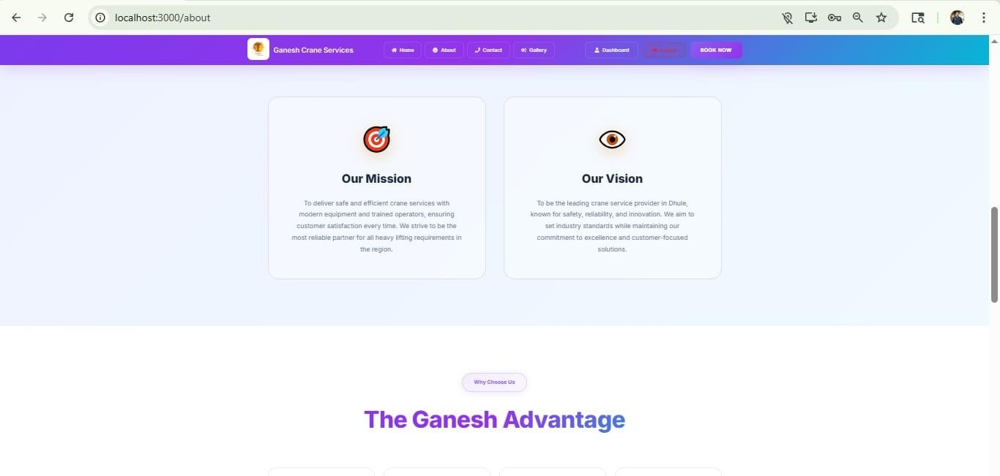 localhost:3000/about
Ganesh Crane Services
Home
About
Contact
Gallery
Dashboard
Logout
BOOK NOW
Our Mission
To deliver safe and efficient crane services with
modern equipment and trained operators, ensuring
customer satisfaction every time. We strive to be the
most reliable partner for all heavy lifting requirements in
the region.
Our Vision
To be the leading crane service provider in Dhule,
known for safety, reliability, and innovation. We aim to
set industry standards while maintaining our
commitment to excellence and customer-focused
solutions.
Why Choose Us
The Ganesh Advantage